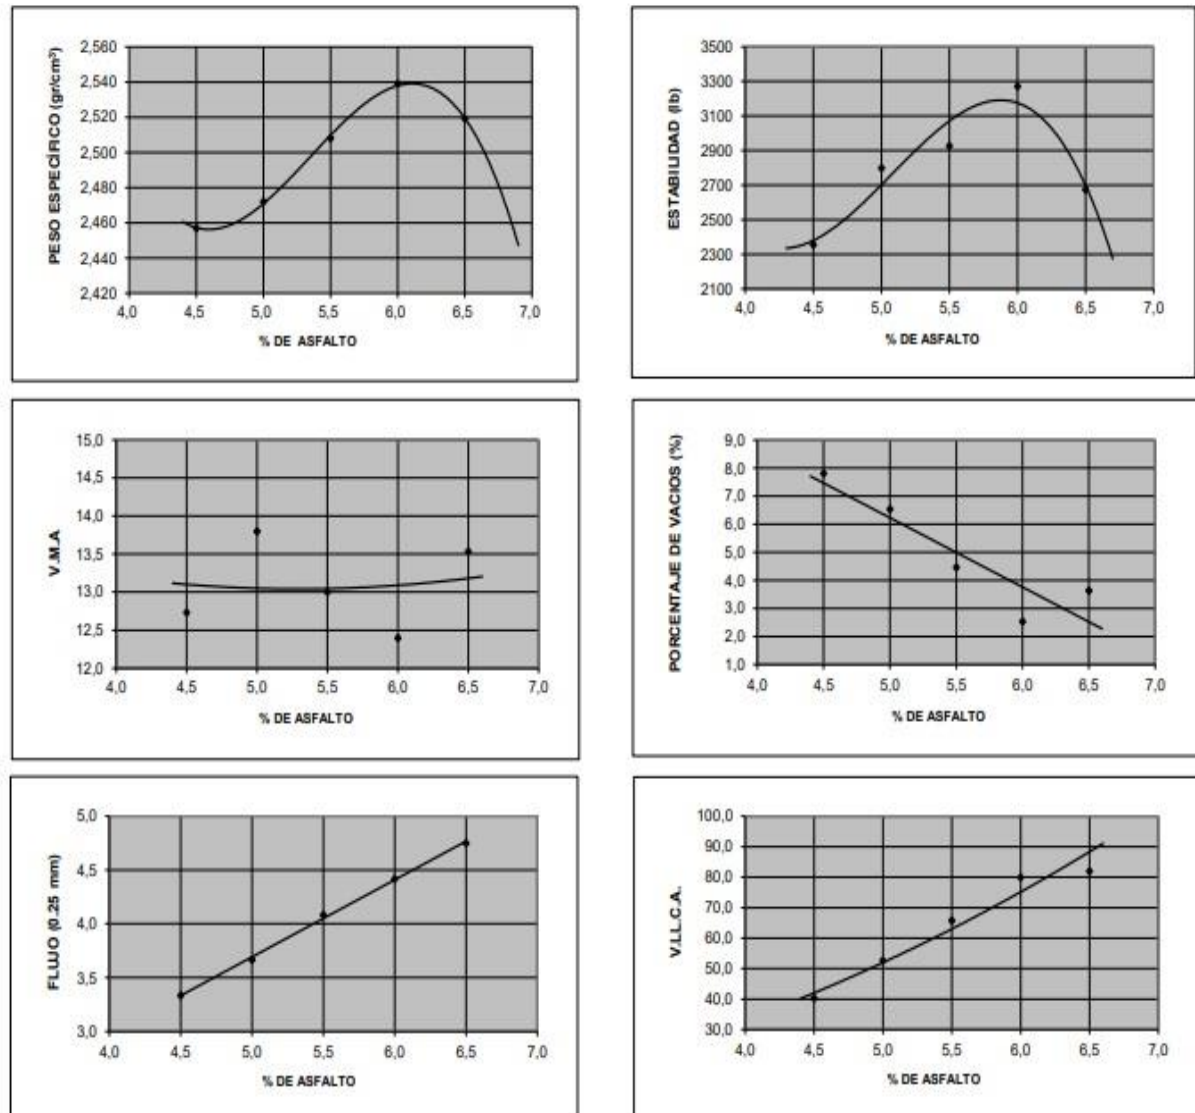 PESO ESPECÍFICO (gr/cm³)
2,560
2,540
2,520
2,500
2,480
2,460
2,440
2,420
4,0 4,5 5,0 5,5 6,0 6,5 7,0
% DE ASFALTO
ESTABILIDAD (lb)
3500
3300
3100
2900
2700
2500
2300
2100
4,0 4,5 5,0 5,5 6,0 6,5 7,0
% DE ASFALTO
V.M.A
15,0
14,5
14,0
13,5
13,0
12,5
12,0
4,0 4,5 5,0 5,5 6,0 6,5 7,0
% DE ASFALTO
PORCENTAJE DE VACIOS (%)
9,0
8,0
7,0
6,0
5,0
4,0
3,0
2,0
1,0
4,0 4,5 5,0 5,5 6,0 6,5 7,0
% DE ASFALTO
FLUJO (0.25 mm)
5,0
4,5
4,0
3,5
3,0
4,0 4,5 5,0 5,5 6,0 6,5 7,0
% DE ASFALTO
V.LL.C.A.
100,0
90,0
80,0
70,0
60,0
50,0
40,0
30,0
4,0 4,5 5,0 5,5 6,0 6,5 7,0
% DE ASFALTO